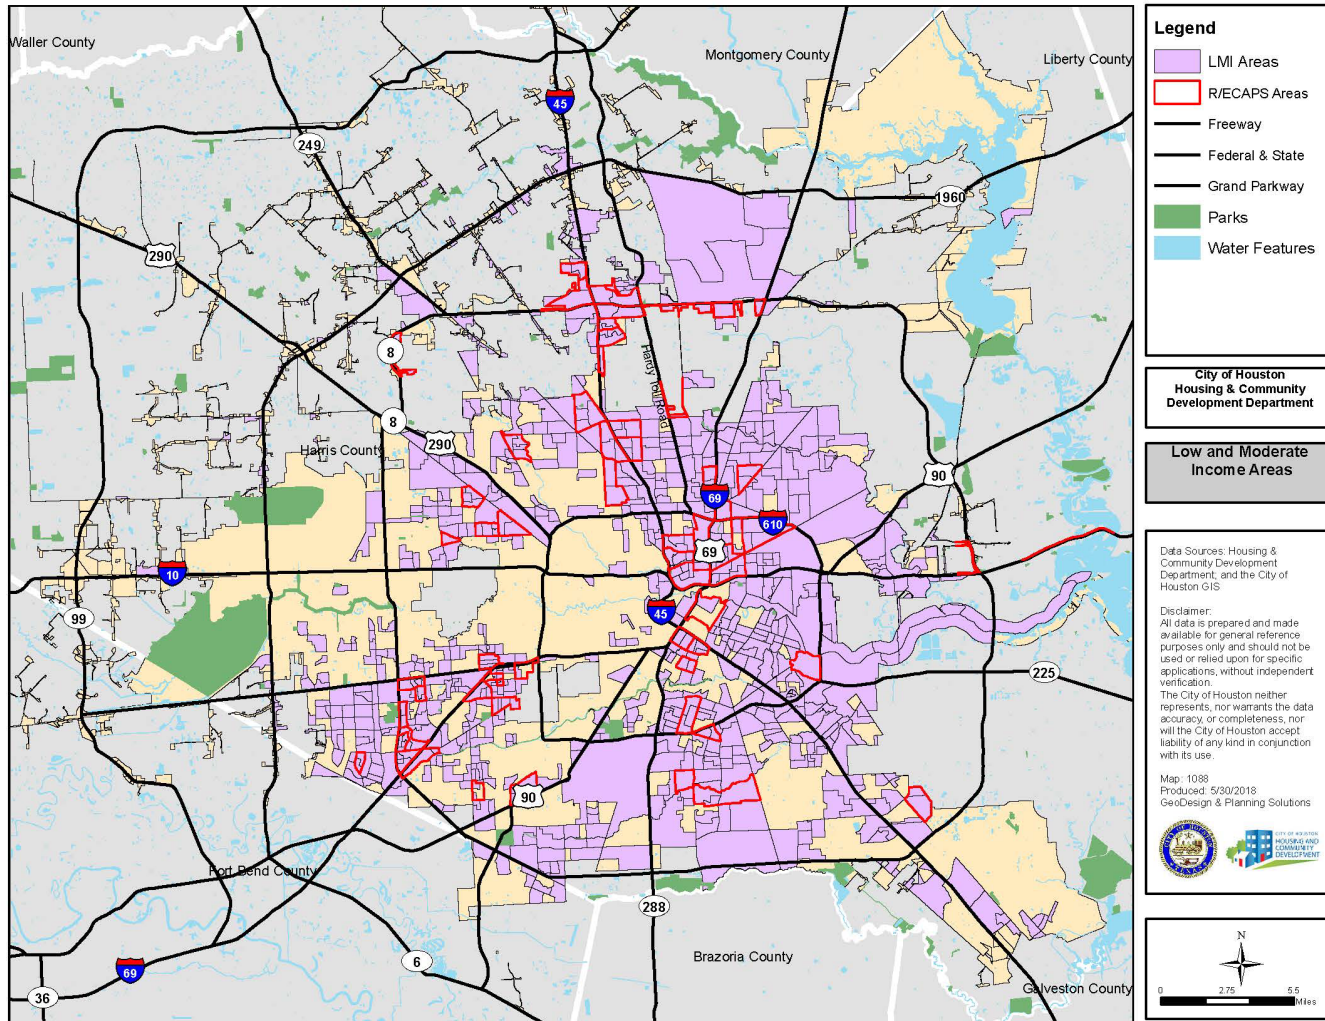 Waller County
Montgomery County
Liberty County
45
249
1960
290
8
Hardy Toll Road
8
290
Harris County
90
69
610
69
10
45
99
225
90
Fort Bend County
288
6
Brazoria County
69
36
Galveston County
Legend
LMI Areas
R/ECAPS Areas
Freeway
Federal & State
Grand Parkway
Parks
Water Features
City of Houston
Housing & Community
Development Department
Low and Moderate
Income Areas
Data Sources: Housing &
Community Development
Department; and the City of
Houston GIS
Disclaimer:
All data is prepared and made
available for general reference
purposes only and should not be
used or relied upon for specific
applications, without independent
verification.
The City of Houston neither
represents, nor warrants the data
accuracy, or completeness, nor
will the City of Houston accept
liability of any kind in conjunction
with its use.
Map: 1088
Produced: 5/30/2018
GeoDesign & Planning Solutions
CITY OF HOUSTON
HOUSING AND
COMMUNITY
DEVELOPMENT
N
0 2.75 5.5
Miles